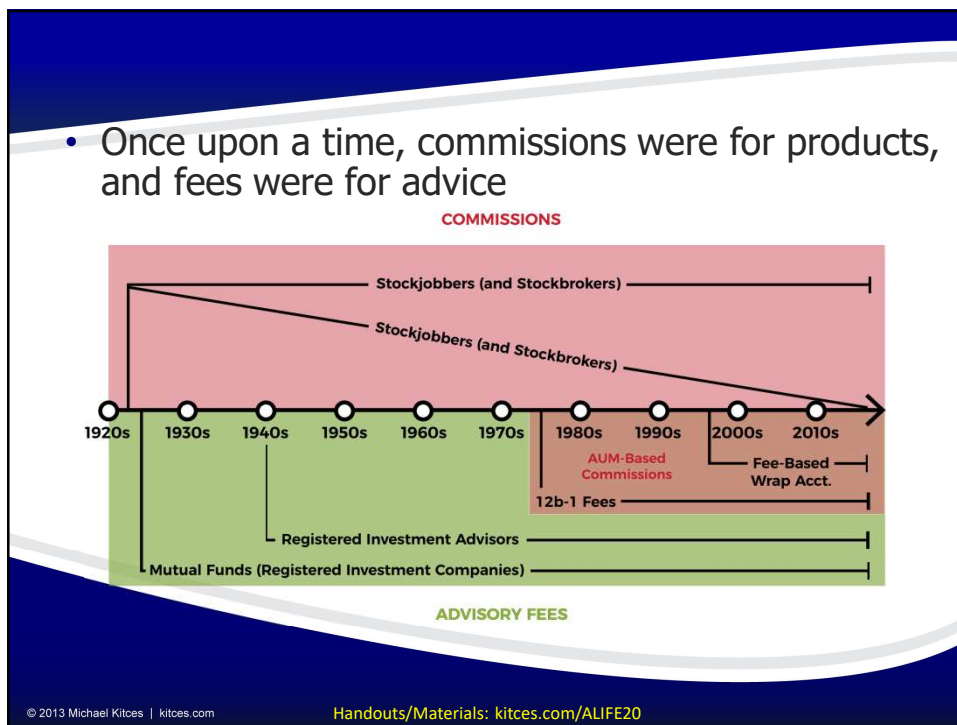 • Once upon a time, commissions were for products,
and fees were for advice
COMMISSIONS
Stockjobbers (and Stockbrokers)
Stockjobbers (and Stockbrokers)
1920s 1930s 1940s 1950s 1960s 1970s 1980s 1990s 2000s 2010s
AUM-Based
Commissions
Fee-Based
Wrap Acct.
12b-1 Fees
Registered Investment Advisors
Mutual Funds (Registered Investment Companies)
ADVISORY FEES
© 2013 Michael Kitces | kitces.com
Handouts/Materials: kitces.com/ALIFE20